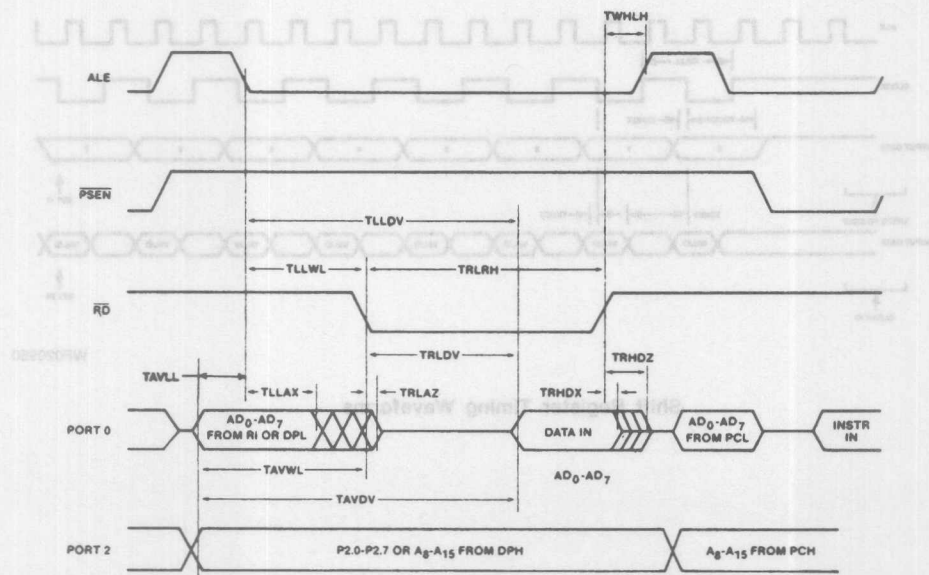 TWHLH
ALE
PSEN
TLLDV
TLLWL
TRLRH
RD
TRLDV
TRHDZ
TAVLL
TLLAX
TRLAZ
TRHDX
PORT 0
AD0-AD7
FROM RI OR DPL
DATA IN
AD0-AD7
FROM PCL
INSTR
IN
TAVWL
AD0-AD7
TAVDV
PORT 2
P2.0-P2.7 OR A8-A15 FROM DPH
A8-A15 FROM PCH
WF020980
Shift Register Timing Waveforms